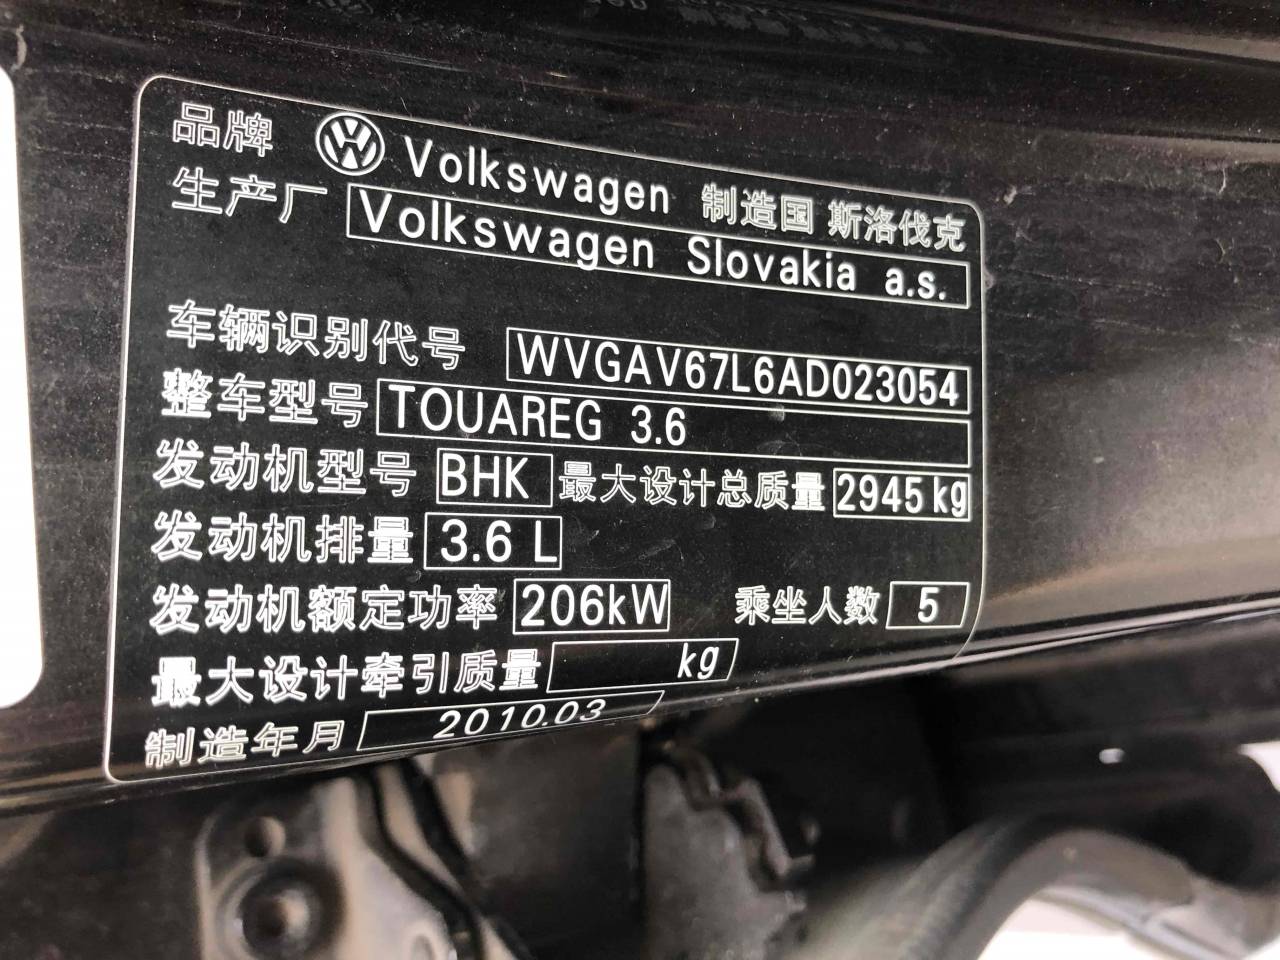 品牌 Volkswagen 制造国 斯洛伐克
生产厂 Volkswagen Slovakia a.s.
车辆识别代号 WVGAV67L6AD023054
整车型号 TOUAREG 3.6
发动机型号 BHK 最大设计总质量 2945 kg
发动机排量 3.6 L
发动机额定功率 206kW 乘坐人数 5
最大设计牵引质量 kg
制造年月 2010.03